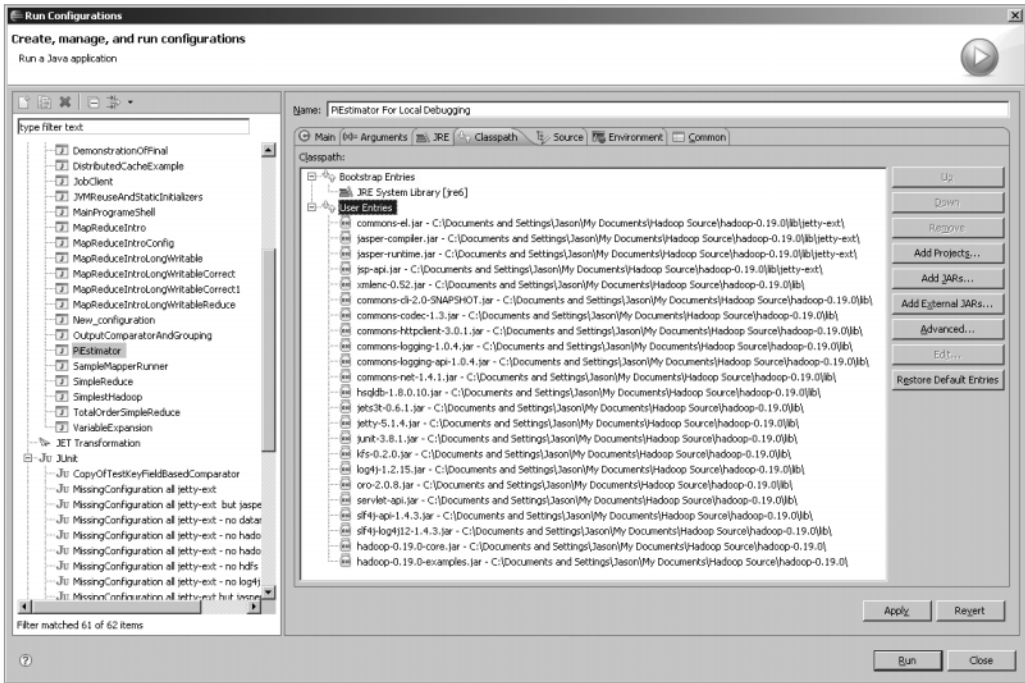 Run Configurations
Create, manage, and run configurations
Run a Java application
type filter text
DemonstrationOfFinal
DistributedCacheExample
JobClient
JVMReuseAndStaticInitializers
MainProgrameShell
MapReduceIntro
MapReduceIntroConfig
MapReduceIntroLongWritable
MapReduceIntroLongWritableCorrect
MapReduceIntroLongWritableCorrect1
MapReduceIntroLongWritableReduce
New_configuration
OutputComparatorAndGrouping
PiEstimator
SampleMapperRunner
SimpleReduce
SimplestHadoop
TotalOrderSimpleReduce
VariableExpansion
JET Transformation
JU JUnit
JU CopyOfTestKeyFieldBasedComparator
JU MissingConfiguration all jetty-ext
JU MissingConfiguration all jetty-ext but jaspe
JU MissingConfiguration all jetty-ext - no datan
JU MissingConfiguration all jetty-ext - no hado
JU MissingConfiguration all jetty-ext - no hado
JU MissingConfiguration all jetty-ext - no hdfs
JU MissingConfiguration all jetty-ext - no log4j
JU MissingConfiguration all jetty-ext but jasper
Filter matched 61 of 62 items
Name: PiEstimator For Local Debugging
Main (x)= Arguments JRE Classpath Source Environment Common
Classpath:
Bootstrap Entries
JRE System Library [jre6]
User Entries
commons-el.jar - C:\Documents and Settings\Jason\My Documents\Hadoop Source\hadoop-0.19.0\lib\jetty-ext\
jasper-compiler.jar - C:\Documents and Settings\Jason\My Documents\Hadoop Source\hadoop-0.19.0\lib\jetty-ext\
jasper-runtime.jar - C:\Documents and Settings\Jason\My Documents\Hadoop Source\hadoop-0.19.0\lib\jetty-ext\
jsp-api.jar - C:\Documents and Settings\Jason\My Documents\Hadoop Source\hadoop-0.19.0\lib\jetty-ext\
xmlenc-0.52.jar - C:\Documents and Settings\Jason\My Documents\Hadoop Source\hadoop-0.19.0\lib\
commons-cli-2.0-SNAPSHOT.jar - C:\Documents and Settings\Jason\My Documents\Hadoop Source\hadoop-0.19.0\lib\
commons-codec-1.3.jar - C:\Documents and Settings\Jason\My Documents\Hadoop Source\hadoop-0.19.0\lib\
commons-httpclient-3.0.1.jar - C:\Documents and Settings\Jason\My Documents\Hadoop Source\hadoop-0.19.0\lib\
commons-logging-1.0.4.jar - C:\Documents and Settings\Jason\My Documents\Hadoop Source\hadoop-0.19.0\lib\
commons-logging-api-1.0.4.jar - C:\Documents and Settings\Jason\My Documents\Hadoop Source\hadoop-0.19.0\lib\
commons-net-1.4.1.jar - C:\Documents and Settings\Jason\My Documents\Hadoop Source\hadoop-0.19.0\lib\
hsqldb-1.8.0.10.jar - C:\Documents and Settings\Jason\My Documents\Hadoop Source\hadoop-0.19.0\lib\
jets3t-0.6.1.jar - C:\Documents and Settings\Jason\My Documents\Hadoop Source\hadoop-0.19.0\lib\
jetty-5.1.4.jar - C:\Documents and Settings\Jason\My Documents\Hadoop Source\hadoop-0.19.0\lib\
junit-3.8.1.jar - C:\Documents and Settings\Jason\My Documents\Hadoop Source\hadoop-0.19.0\lib\
kfs-0.2.0.jar - C:\Documents and Settings\Jason\My Documents\Hadoop Source\hadoop-0.19.0\lib\
log4j-1.2.15.jar - C:\Documents and Settings\Jason\My Documents\Hadoop Source\hadoop-0.19.0\lib\
oro-2.0.8.jar - C:\Documents and Settings\Jason\My Documents\Hadoop Source\hadoop-0.19.0\lib\
servlet-api.jar - C:\Documents and Settings\Jason\My Documents\Hadoop Source\hadoop-0.19.0\lib\
slf4j-api-1.4.3.jar - C:\Documents and Settings\Jason\My Documents\Hadoop Source\hadoop-0.19.0\lib\
slf4j-log4j12-1.4.3.jar - C:\Documents and Settings\Jason\My Documents\Hadoop Source\hadoop-0.19.0\lib\
hadoop-0.19.0-core.jar - C:\Documents and Settings\Jason\My Documents\Hadoop Source\hadoop-0.19.0\
hadoop-0.19.0-examples.jar - C:\Documents and Settings\Jason\My Documents\Hadoop Source\hadoop-0.19.0\
Up
Down
Remove
Add Projects...
Add JARs...
Add External JARs...
Advanced...
Edit...
Restore Default Entries
Apply Revert
Run Close